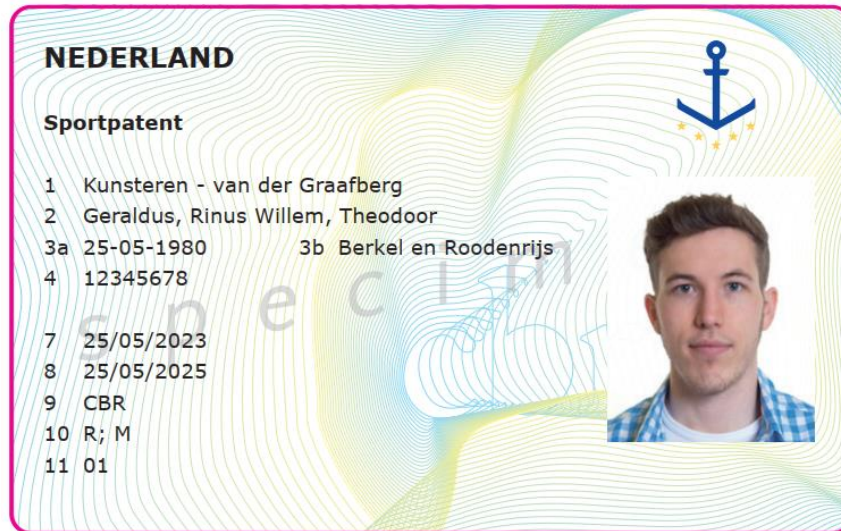 NEDERLAND
Sportpatent
1 Kunsteren - van der Graafberg
2 Geraldus, Rinus Willem, Theodoor
3a 25-05-1980 3b Berkel en Roodenrijs
4 12345678
specim
7 25/05/2023
8 25/05/2025
9 CBR
10 R; M
11 01